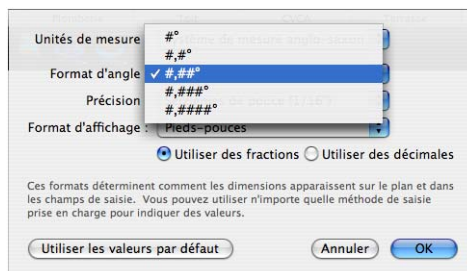 Unités de mesure
#°
#,#°
Format d'angle ✓ #,##°
#,###°
Précision
#,####°
Format d'affichage : Pieds-pouces
Utiliser des fractions Utiliser des décimales
Ces formats déterminent comment les dimensions apparaissent sur le plan et dans
les champs de saisie. Vous pouvez utiliser n'importe quelle méthode de saisie
prise en charge pour indiquer des valeurs.
Utiliser les valeurs par défaut Annuler OK